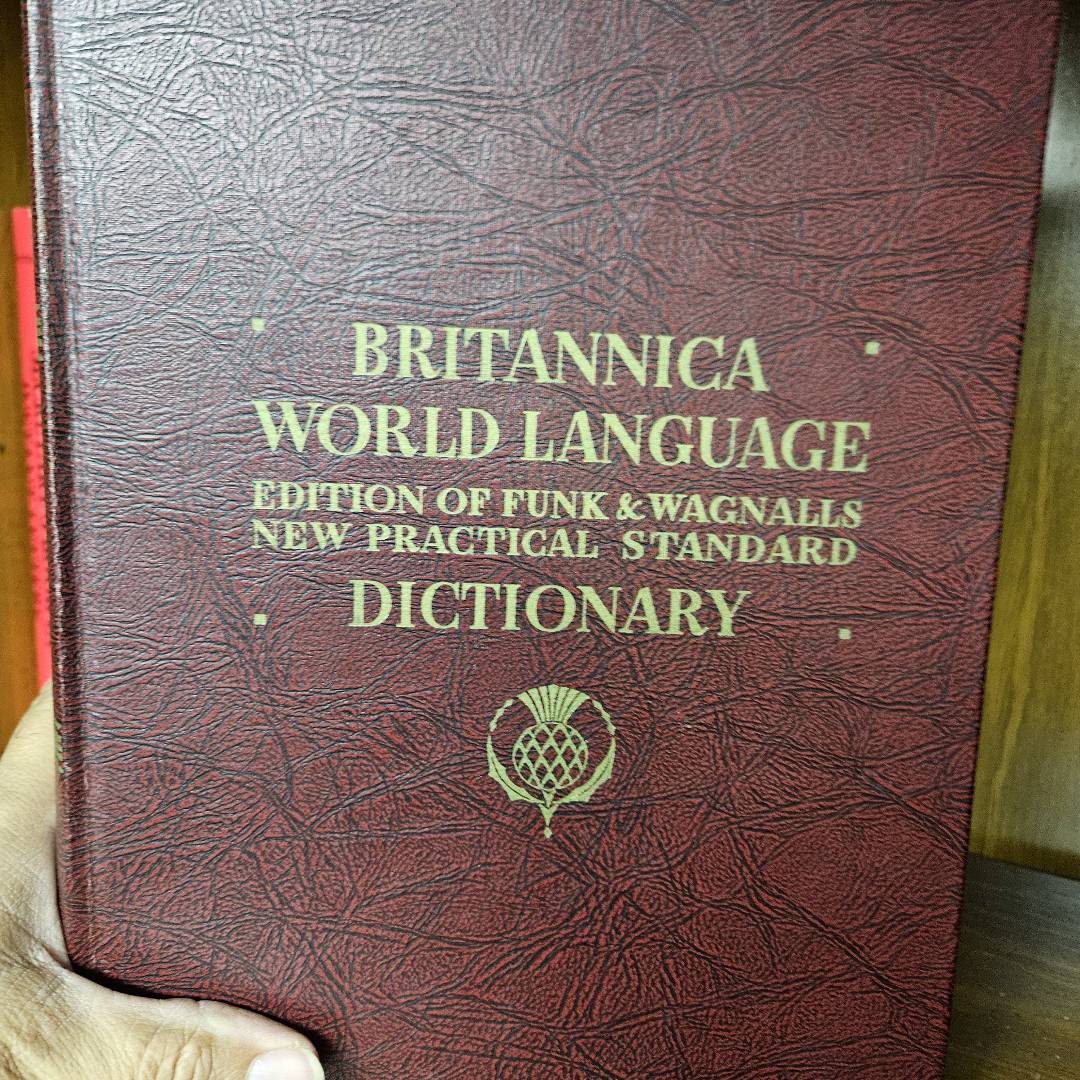 BRITANNICA
WORLD LANGUAGE
EDITION OF FUNK & WAGNALLS
NEW PRACTICAL STANDARD
DICTIONARY